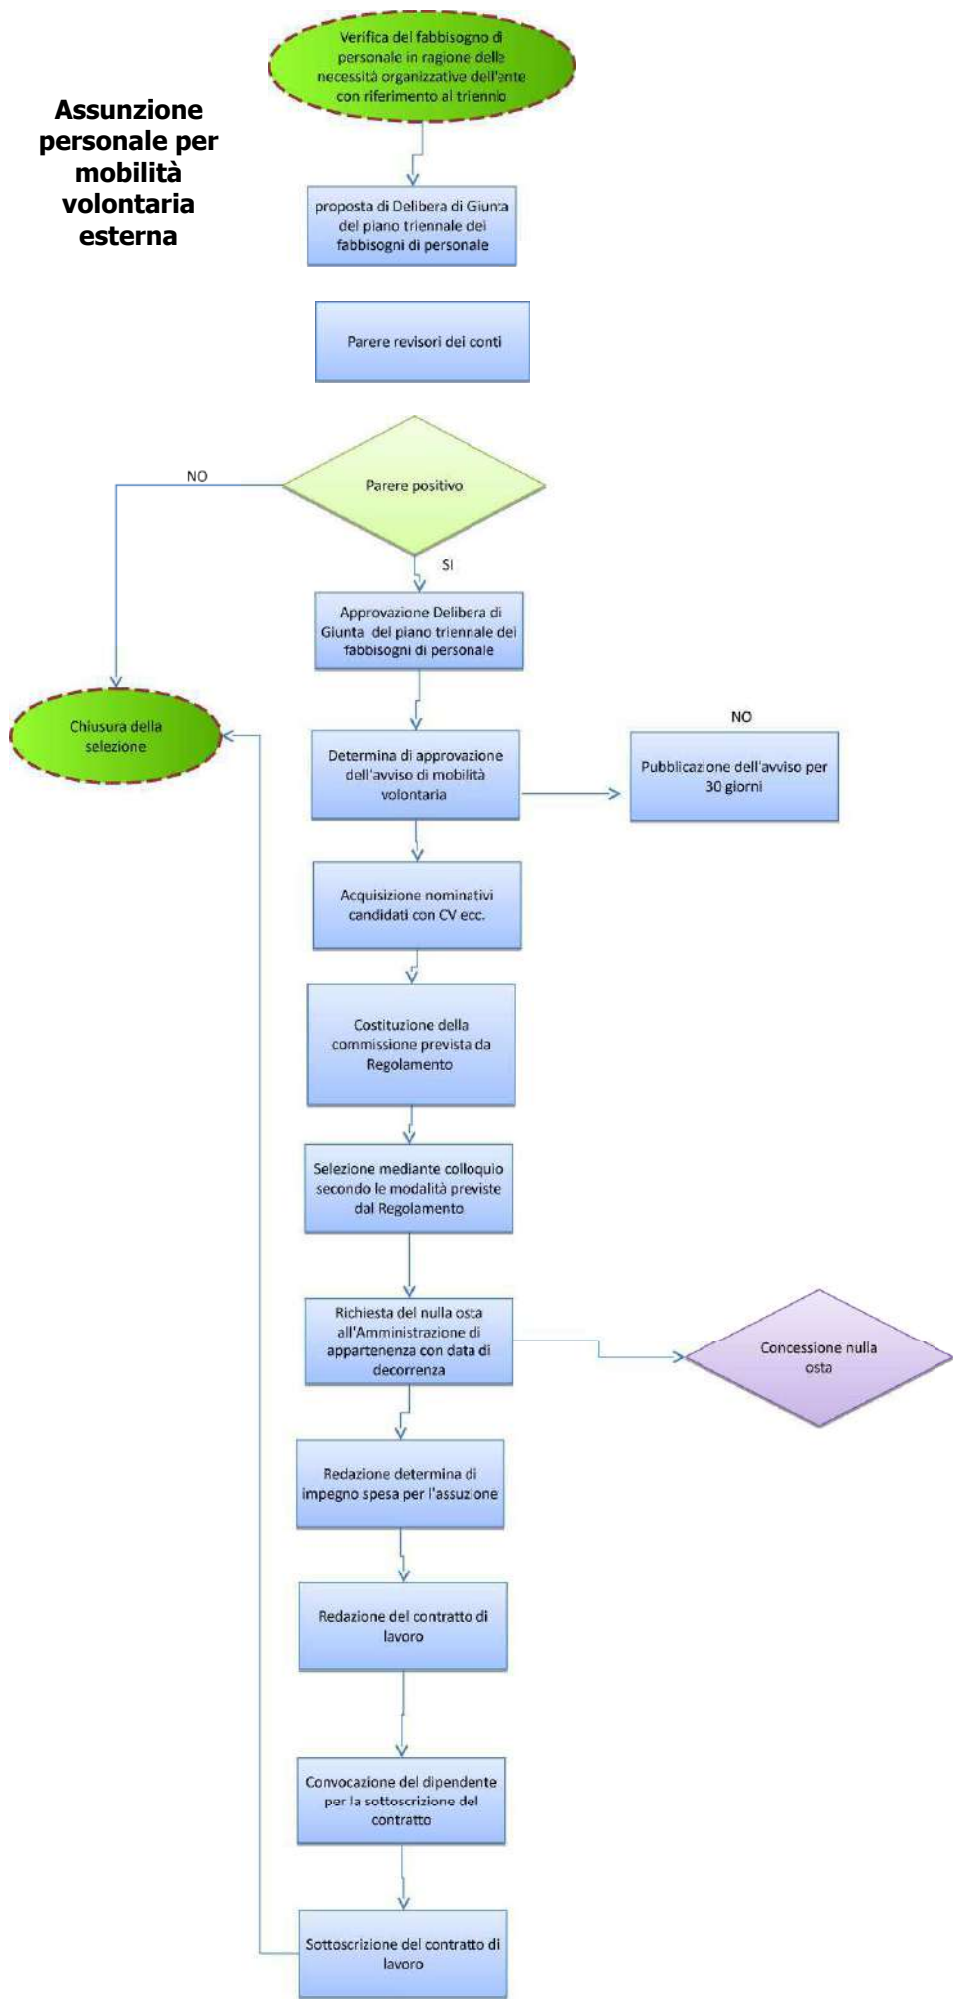 Verifica del fabbisogno di
personale in ragione delle
necessità organizzative dell'ente
con riferimento al triennio
Assunzione
personale per
mobilità
volontaria
esterna
proposta di Delibera di Giunta
del piano triennale dei
fabbisogni di personale
Parere revisori dei conti
NO
Parere positivo
SI
Approvazione Delibera di
Giunta del piano triennale dei
fabbisogni di personale
Chiusura della
selezione
Determina di approvazione
dell'avviso di mobilità
volontaria
NO
Pubblicazione dell'avviso per
30 giorni
Acquisizione nominativi
candidati con CV ecc.
Costituzione della
commissione prevista da
Regolamento
Selezione mediante colloquio
secondo le modalità previste
dal Regolamento
Richiesta del nulla osta
all'Amministrazione di
appartenenza con data di
decorrenza
Concessione nulla
osta
Redazione determina di
impegno spesa per l'assuzione
Redazione del contratto di
lavoro
Convocazione del dipendente
per la sottoscrizione del
contratto
Sottoscrizione del contratto di
lavoro